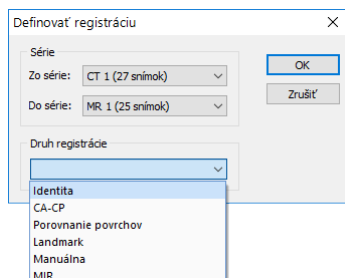 Definovať registráciu
Série
Zo série: CT 1 (27 snímok)
OK
Do série: MR 1 (25 snímok)
Zrušiť
Druh registrácie
Identita
CA-CP
Porovnanie povrchov
Landmark
Manuálna
MIR